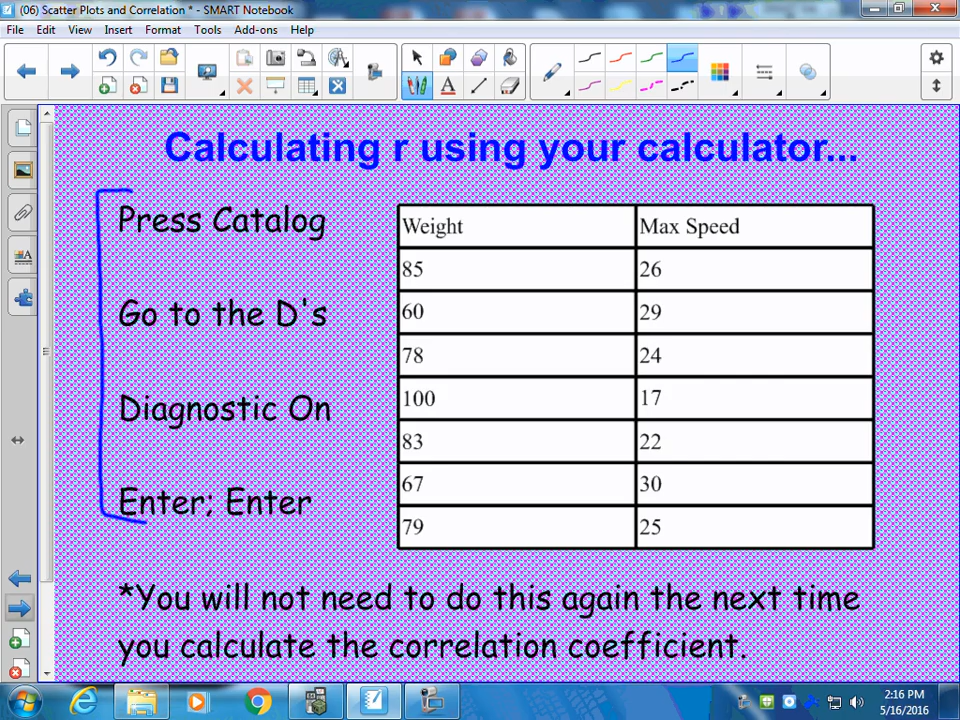 (06) Scatter Plots and Correlation * - SMART Notebook
File Edit View Insert Format Tools Add-ons Help
Calculating r using your calculator...
Press Catalog
Go to the D's
Diagnostic On
Enter; Enter
Weight Max Speed
85 26
60 29
78 24
100 17
83 22
67 30
79 25
*You will not need to do this again the next time
you calculate the correlation coefficient.
2:16 PM
5/16/2016